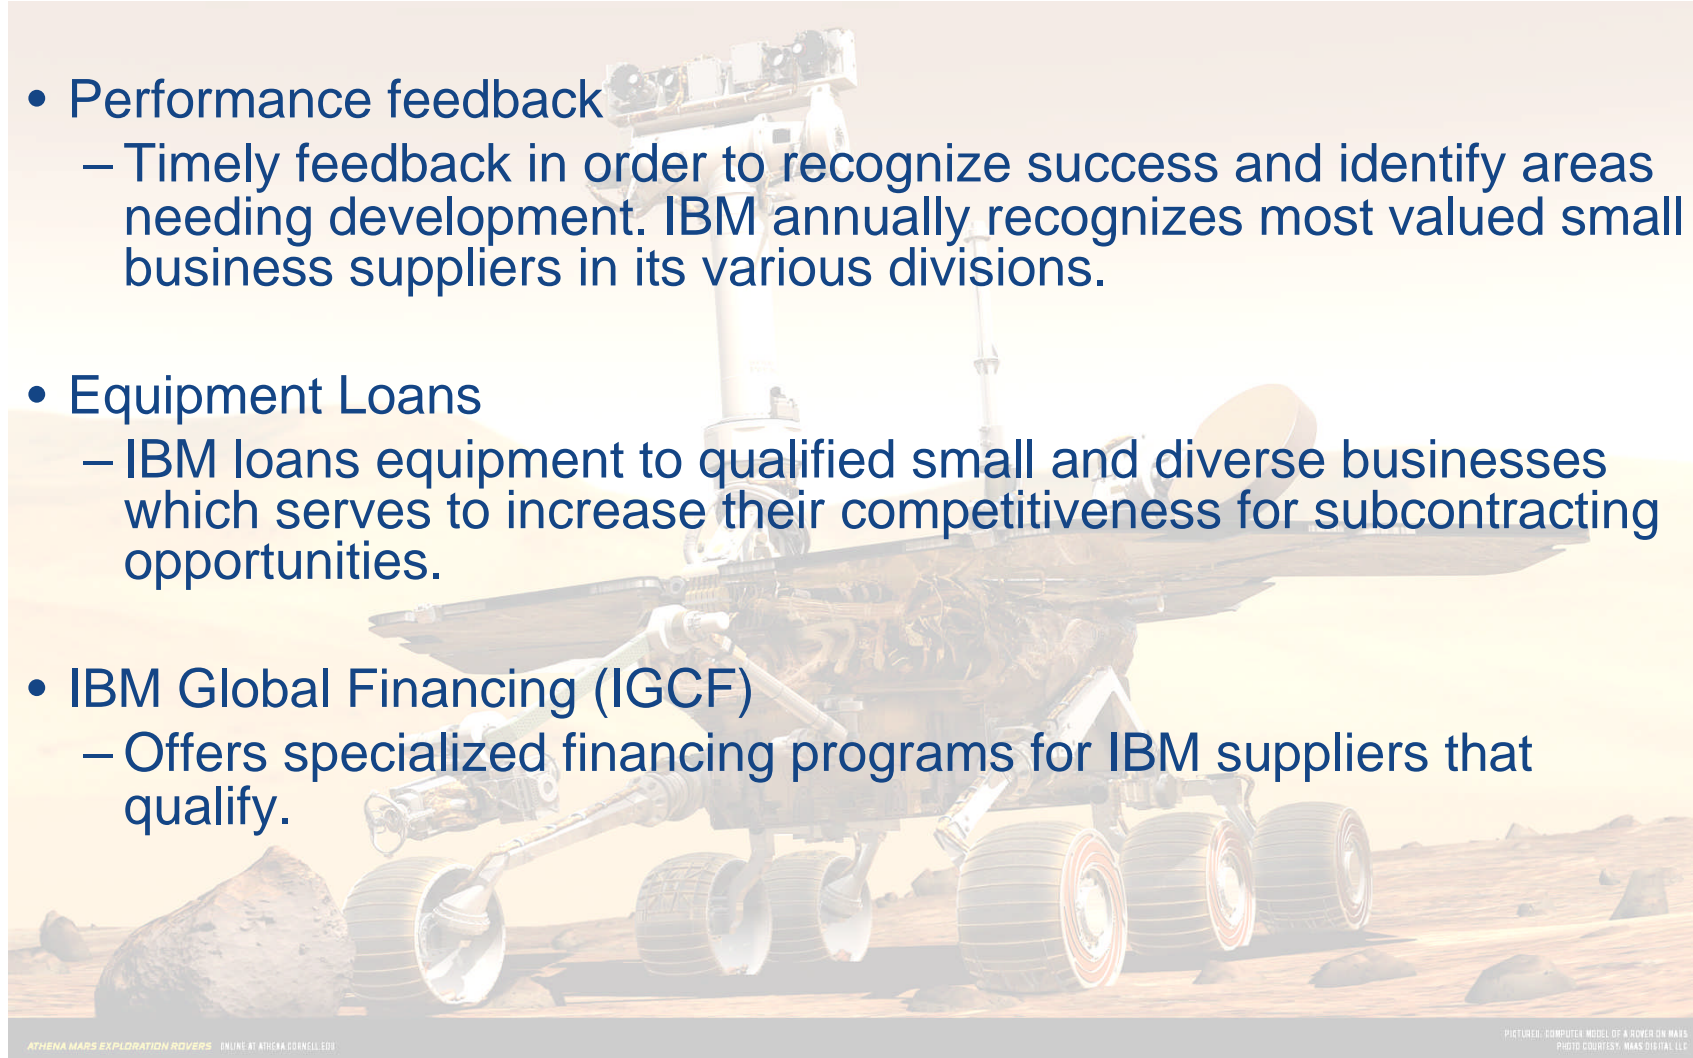 • Performance feedback
– Timely feedback in order to recognize success and identify areas
needing development. IBM annually recognizes most valued small
business suppliers in its various divisions.
• Equipment Loans
– IBM loans equipment to qualified small and diverse businesses
which serves to increase their competitiveness for subcontracting
opportunities.
• IBM Global Financing (IGCF)
– Offers specialized financing programs for IBM suppliers that
qualify.
ATHENA MARS EXPLORATION ROVERS ONLINE AT ATHENA.CORNELL.EDU
PICTURED: COMPUTER MODEL OF A ROVER ON MARS
PHOTO COURTESY: MAAS DIGITAL LLC